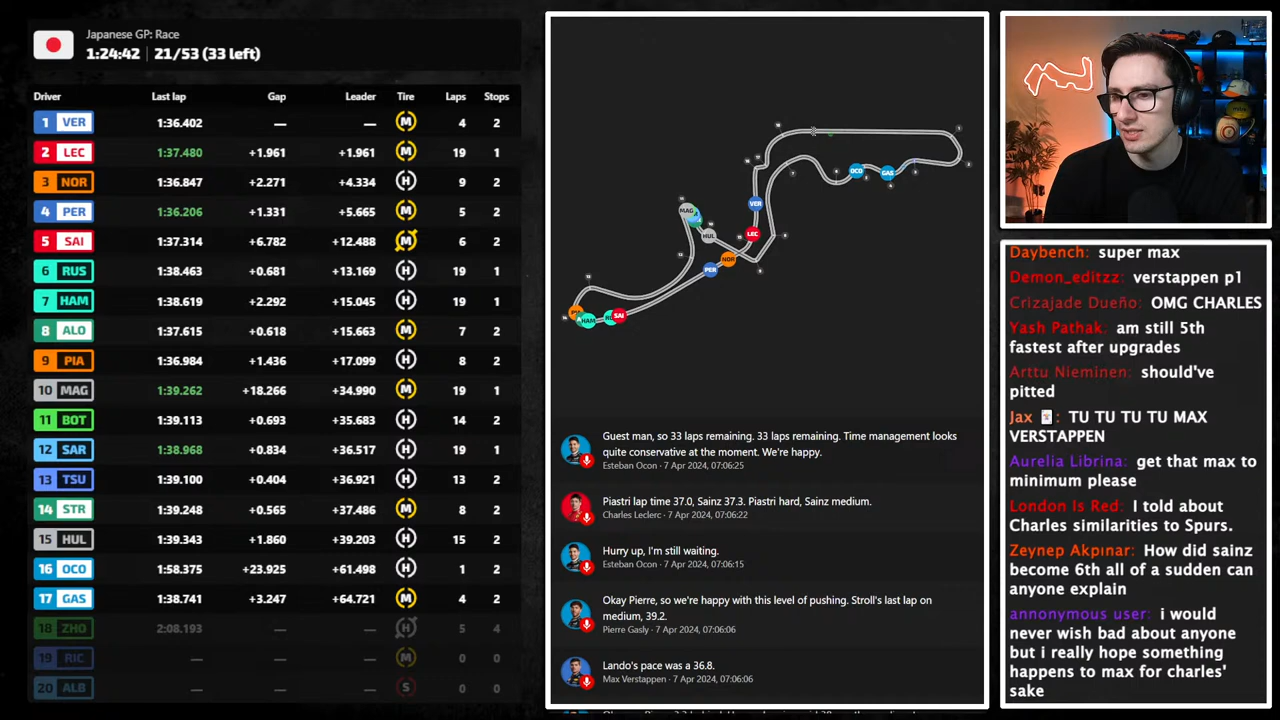 Japanese GP: Race
1:24:42 | 21/53 (33 left)
Driver Last lap Gap Leader Tire Laps Stops
1 VER 1:36.402 — — M 4 2
2 LEC 1:37.480 +1.961 +1.961 M 19 1
3 NOR 1:36.847 +2.271 +4.334 H 9 2
4 PER 1:36.206 +1.331 +5.665 M 5 2
5 SAI 1:37.314 +6.782 +12.488 M 6 2
6 RUS 1:38.463 +0.681 +13.169 H 19 1
7 HAM 1:38.619 +2.292 +15.045 H 19 1
8 ALO 1:37.615 +0.618 +15.663 M 7 2
9 PIA 1:36.984 +1.436 +17.099 H 8 2
10 MAG 1:39.262 +18.266 +34.990 M 19 1
11 BOT 1:39.113 +0.693 +35.683 H 14 2
12 SAR 1:38.968 +0.834 +36.517 H 19 1
13 TSU 1:39.100 +0.404 +36.921 H 13 2
14 STR 1:39.248 +0.565 +37.486 M 8 2
15 HUL 1:39.343 +1.860 +39.203 H 15 2
16 OCO 1:58.375 +23.925 +61.498 H 1 2
17 GAS 1:38.741 +3.247 +64.721 M 4 2
18 ZHO 2:08.193 — — H 5 2
19 RIC — — — M 0 0
20 ALB — — — S 0 0
OCO
GAS
VER
MAG
HUL
LEC
NOR
PER
HAM
SAI
Guest man, so 33 laps remaining. 33 laps remaining. Time management looks
quite conservative at the moment. We're happy.
Esteban Ocon · 7 Apr 2024, 07:06:25
Piastri lap time 37.0, Sainz 37.3. Piastri hard, Sainz medium.
Charles Leclerc · 7 Apr 2024, 07:06:22
Hurry up, I'm still waiting.
Esteban Ocon · 7 Apr 2024, 07:06:15
Okay Pierre, so we're happy with this level of pushing. Stroll's last lap on
medium, 39.2.
Pierre Gasly · 7 Apr 2024, 07:06:06
Lando's pace was a 36.8.
Max Verstappen · 7 Apr 2024, 07:06:06
Daybench: super max
Demon_editzz: verstappen p1
Crizajade Dueño: OMG CHARLES
Yash Pathak: am still 5th
fastest after upgrades
Arttu Nieminen: should've
pitted
Jax 🃏: TU TU TU TU MAX
VERSTAPPEN
Aurelia Librina: get that max to
minimum please
London Is Red: I told about
Charles similarities to Spurs.
Zeynep Akpınar: How did sainz
become 6th all of a sudden can
anyone explain
annonymous user: i would
never wish bad about anyone
but i really hope something
happens to max for charles'
sake